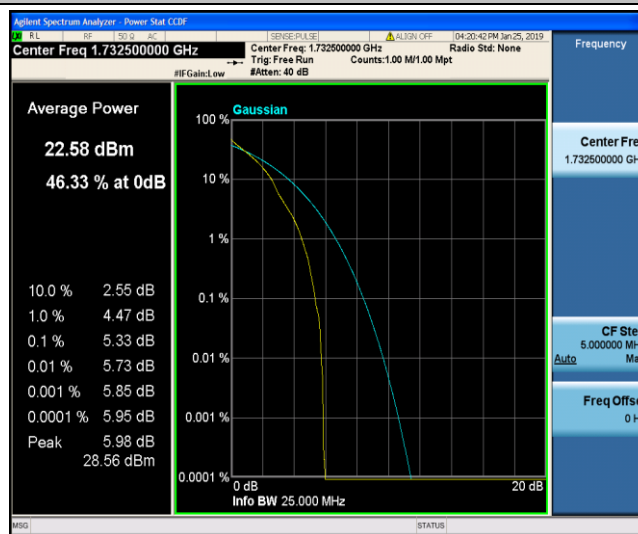 Agilent Spectrum Analyzer - Power Stat CCDF
RL RF 50 Ω AC SENSE:PULSE ALIGN OFF 04:20:42 PM Jan 25, 2019
Center Freq 1.732500000 GHz
Center Freq: 1.732500000 GHz Radio Std: None
Trig: Free Run Counts:1.00 M/1.00 Mpt
#IFGain:Low #Atten: 40 dB
Frequency
Average Power
22.58 dBm
46.33 % at 0dB
10.0 % 2.55 dB
1.0 % 4.47 dB
0.1 % 5.33 dB
0.01 % 5.73 dB
0.001 % 5.85 dB
0.0001 % 5.95 dB
Peak 5.98 dB
28.56 dBm
Gaussian
100 %
10 %
1 %
0.1 %
0.01 %
0.001 %
0.0001 %
0 dB 20 dB
Info BW 25.000 MHz
Center Fre
1.732500000 GH
CF Ste
5.000000 MH
Auto Ma
Freq Offse
0 H
MSG STATUS